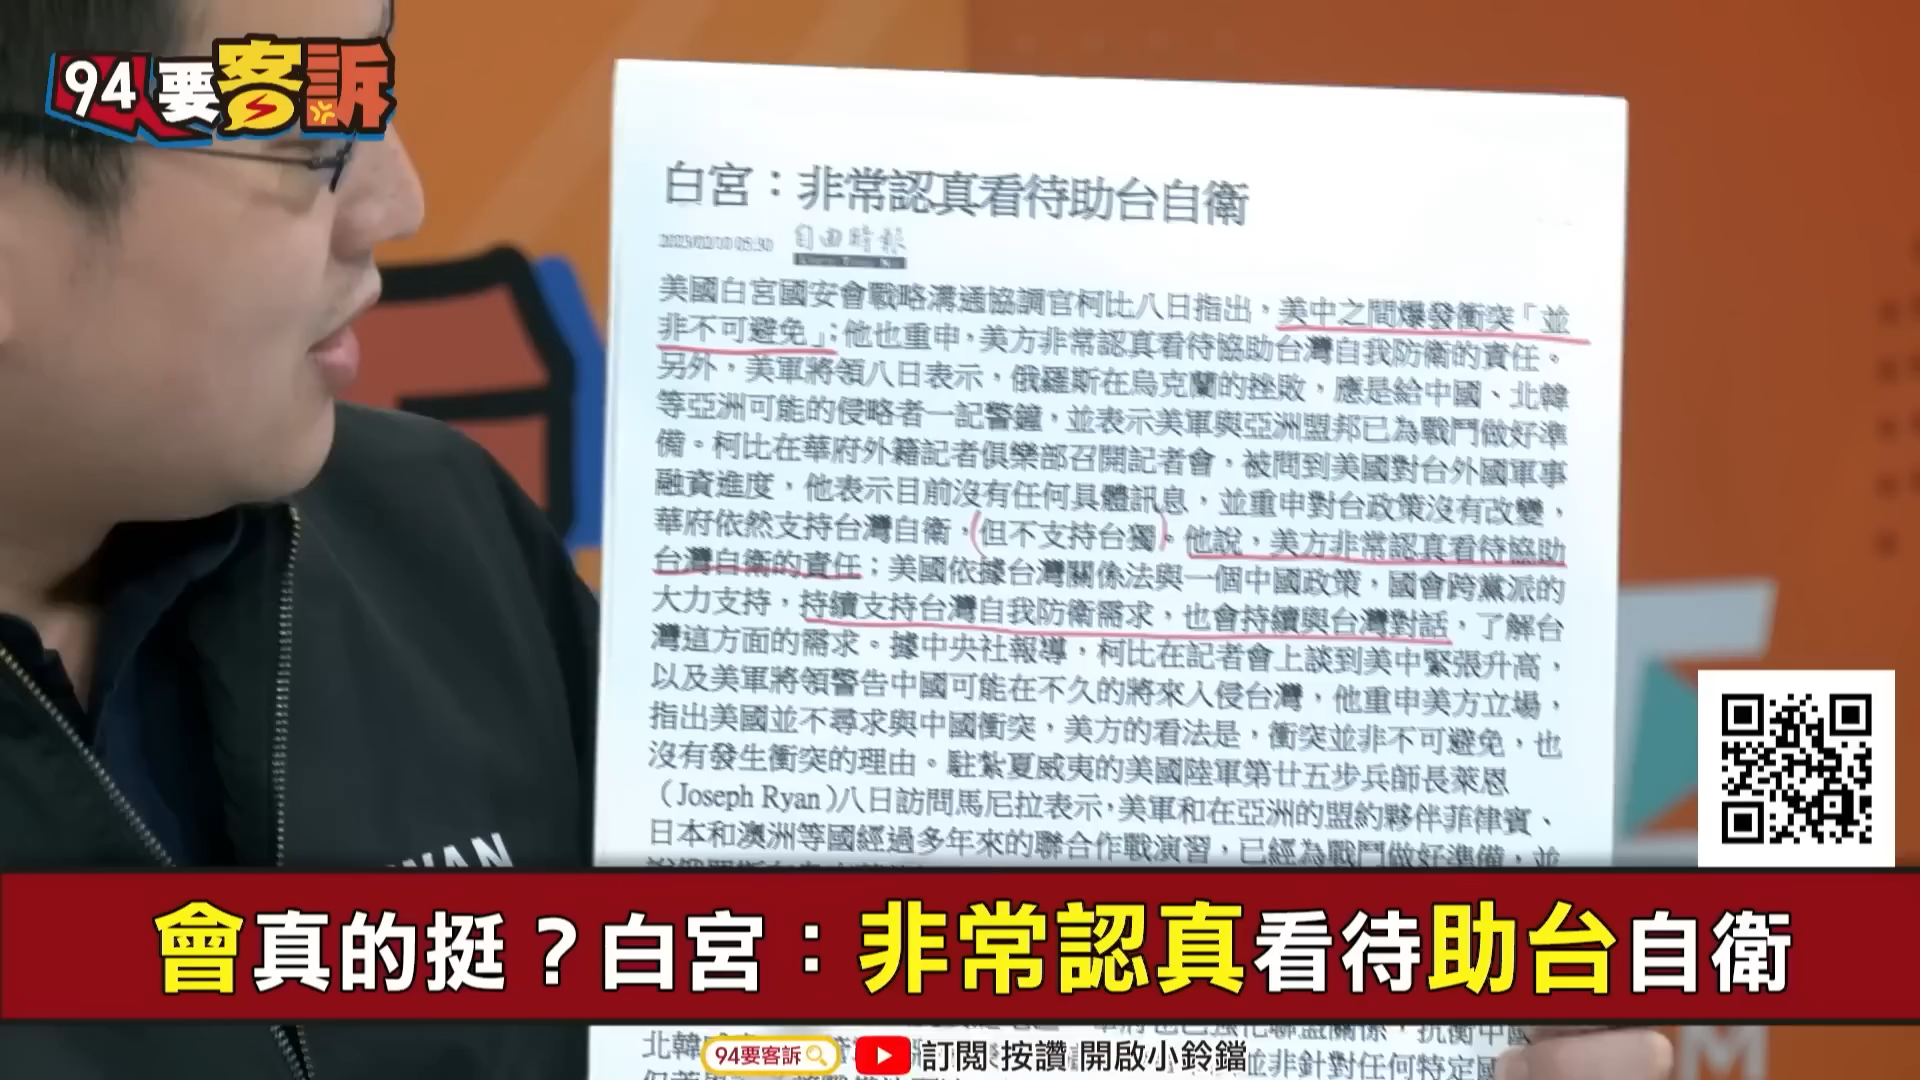 94要客訴
白宮：非常認真看待助台自衛
2023/02/10 05:30 自由時報
美國白宮國安會戰略溝通協調官柯比八日指出，美中之間爆發衝突「並
非不可避免」；他也重申，美方非常認真看待協助台灣自我防衛的責任。
另外，美軍將領八日表示，俄羅斯在烏克蘭的挫敗，應是給中國、北韓
等亞洲可能的侵略者一記警鐘，並表示美軍與亞洲盟邦已為戰鬥做好準
備。柯比在華府外籍記者俱樂部召開記者會，被問到美國對台外國軍事
融資進度，他表示目前沒有任何具體訊息，並重申對台政策沒有改變，
華府依然支持台灣自衛，但不支持台獨。他說，美方非常認真看待協助
台灣自衛的責任；美國依據台灣關係法與一個中國政策，國會跨黨派的
大力支持，持續支持台灣自我防衛需求，也會持續與台灣對話，了解台
灣這方面的需求。據中央社報導，柯比在記者會上談到美中緊張升高，
以及美軍將領警告中國可能在不久的將來入侵台灣，他重申美方立場，
指出美國並不尋求與中國衝突，美方的看法是，衝突並非不可避免，也
沒有發生衝突的理由。駐紮夏威夷的美國陸軍第廿五步兵師長萊恩
（Joseph Ryan）八日訪問馬尼拉表示，美軍和在亞洲的盟約夥伴菲律賓、
日本和澳洲等國經過多年來的聯合作戰演習，已經為戰鬥做好準備，並
會真的挺？白宮：非常認真看待助台自衛
北韓
並非針對任何特定國
94要客訴
訂閱 按讚 開啟小鈴鐺